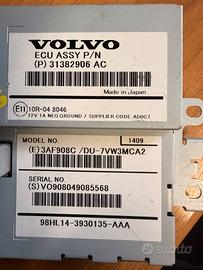 VOLVO
ECU ASSY P/N
(P) 31382906 AC
Made in Japan
E11 10R-04 8046
12V 1A NEG GROUND / SUPPLIER CODE AD0C7
MODEL NO. 1409
(E)3AF908C /DU-7VW3MCA2
SERIAL NO.
(S)VO908049085568
98HL14-3930135-AAA
subito